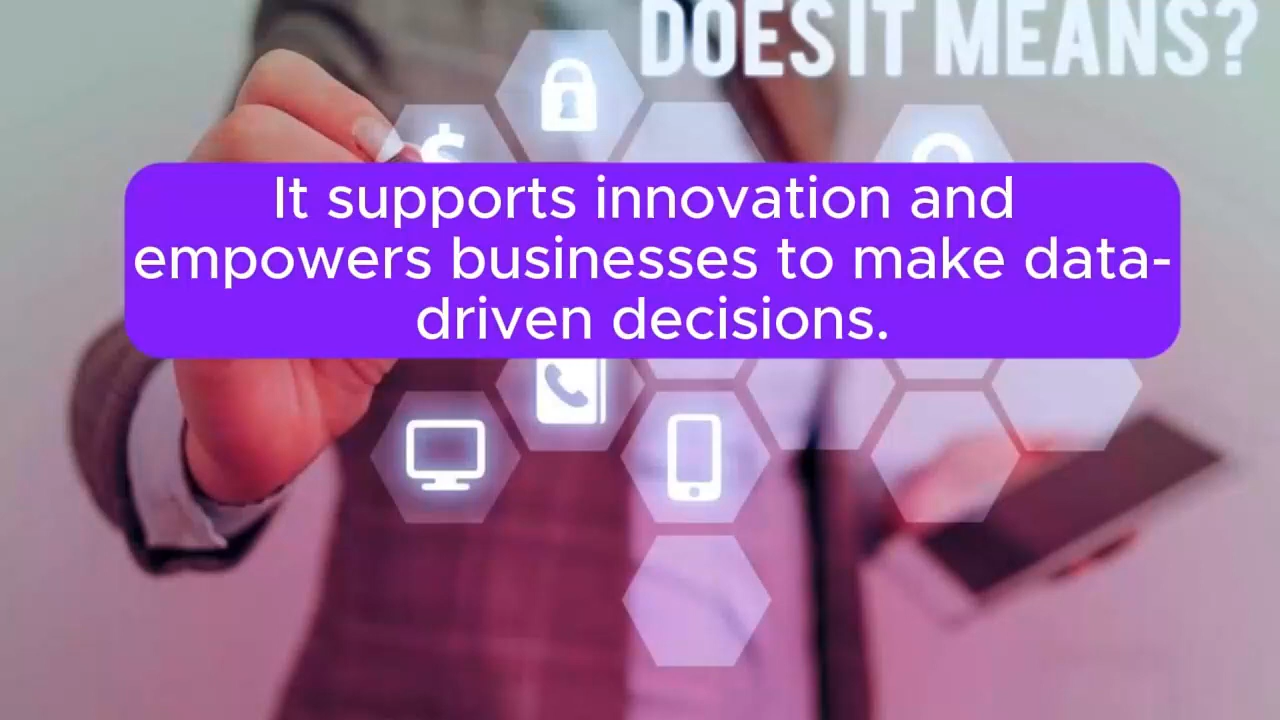 DOES IT MEANS?
$
It supports innovation and
empowers businesses to make data-
driven decisions.